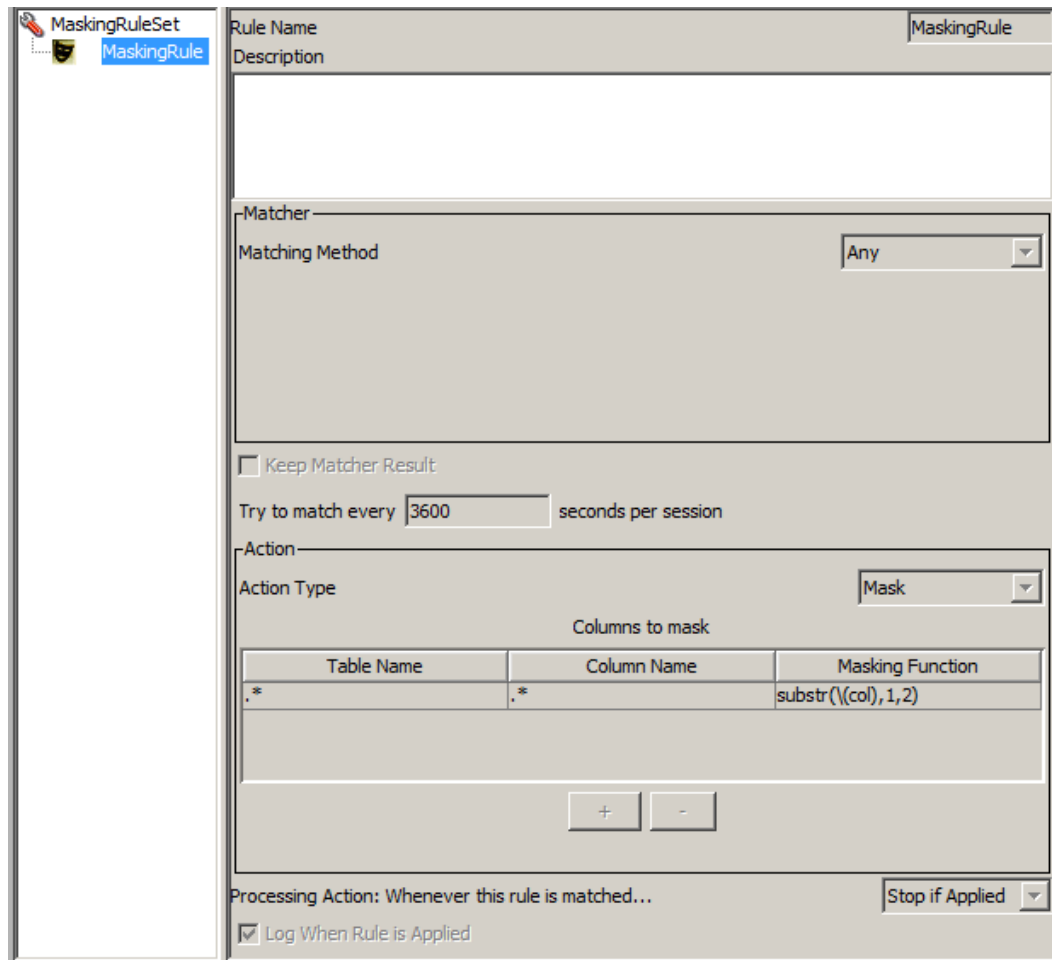 MaskingRuleSet
MaskingRule
Rule Name MaskingRule
Description
Matcher
Matching Method Any
Keep Matcher Result
Try to match every 3600 seconds per session
Action
Action Type Mask
Columns to mask
Table Name Column Name Masking Function
.* .* substr(\(col),1,2)
+ -
Processing Action: Whenever this rule is matched... Stop if Applied
Log When Rule is Applied